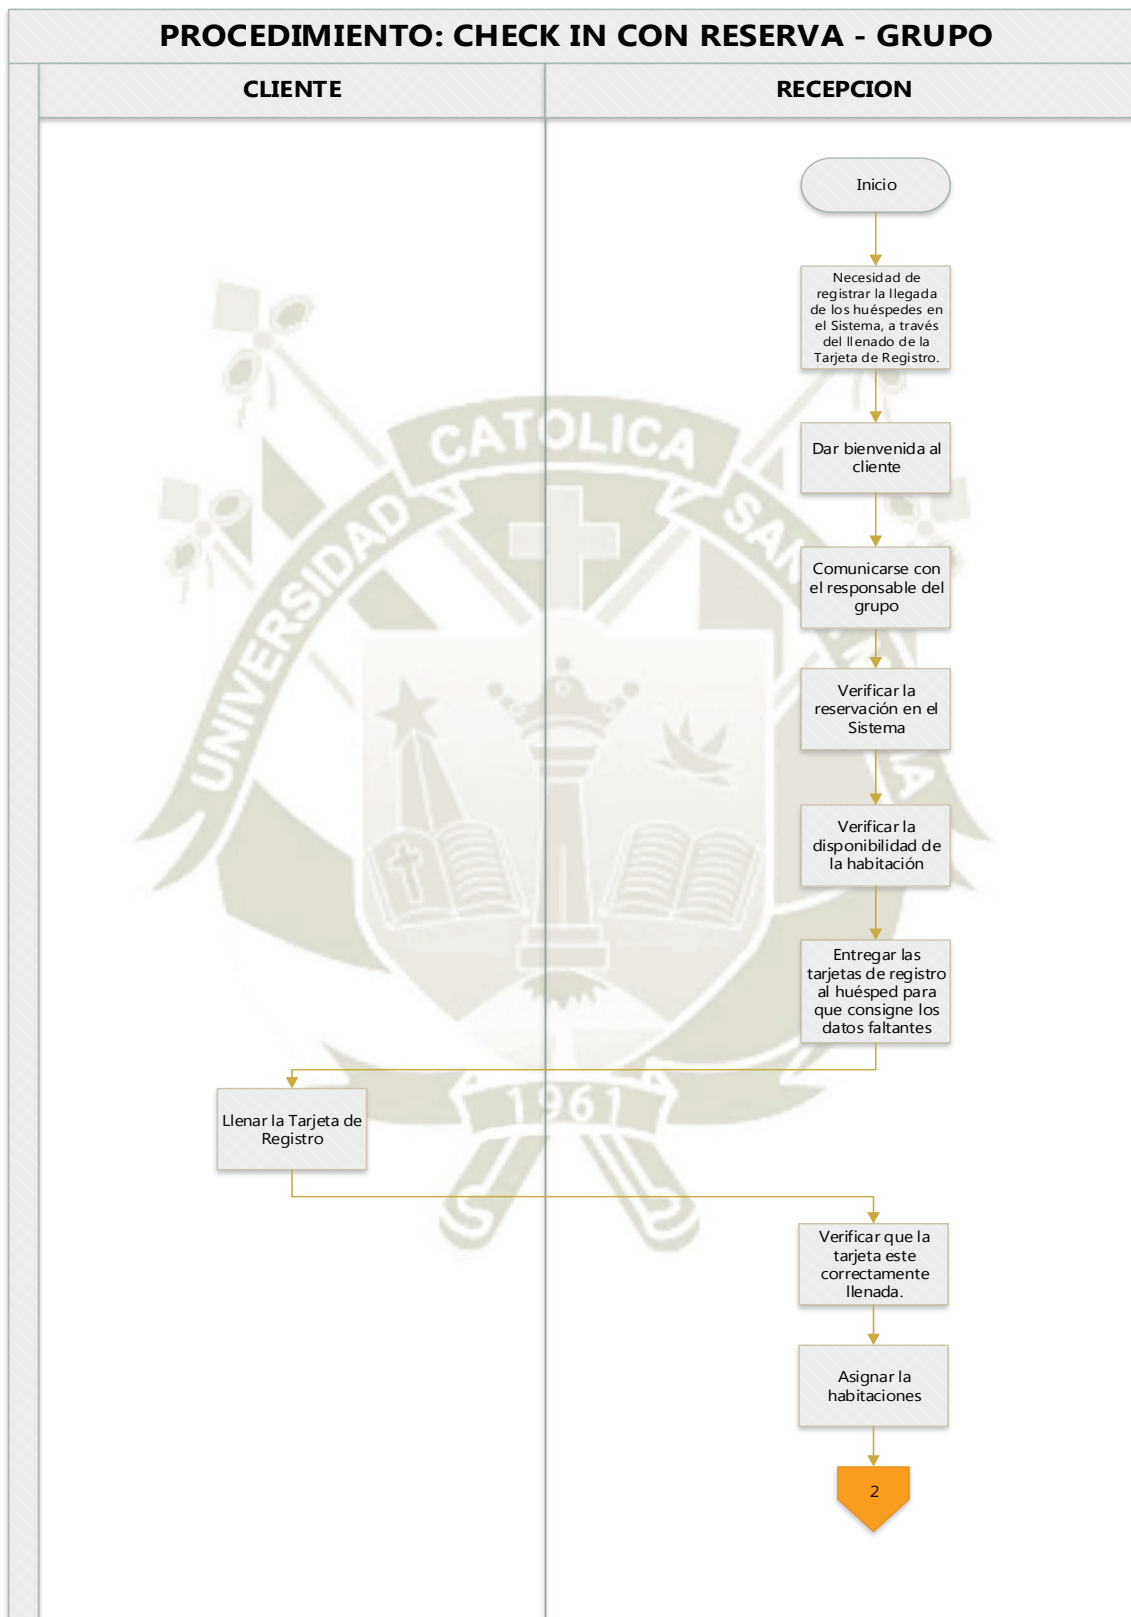 PROCEDIMIENTO: CHECK IN CON RESERVA - GRUPO
CLIENTE
RECEPCION
Inicio
Necesidad de
registrar la llegada
de los huéspedes en
el Sistema, a través
del llenado de la
Tarjeta de Registro.
Dar bienvenida al
cliente
Comunicarse con
el responsable del
grupo
Verificar la
reservación en el
Sistema
Verificar la
disponibilidad de
la habitación
Entregar las
tarjetas de registro
al huésped para
que consigne los
datos faltantes
Llenar la Tarjeta de
Registro
Verificar que la
tarjeta este
correctamente
llenada.
Asignar la
habitaciones
2
UNIVERSIDAD
CATOLICA
1961